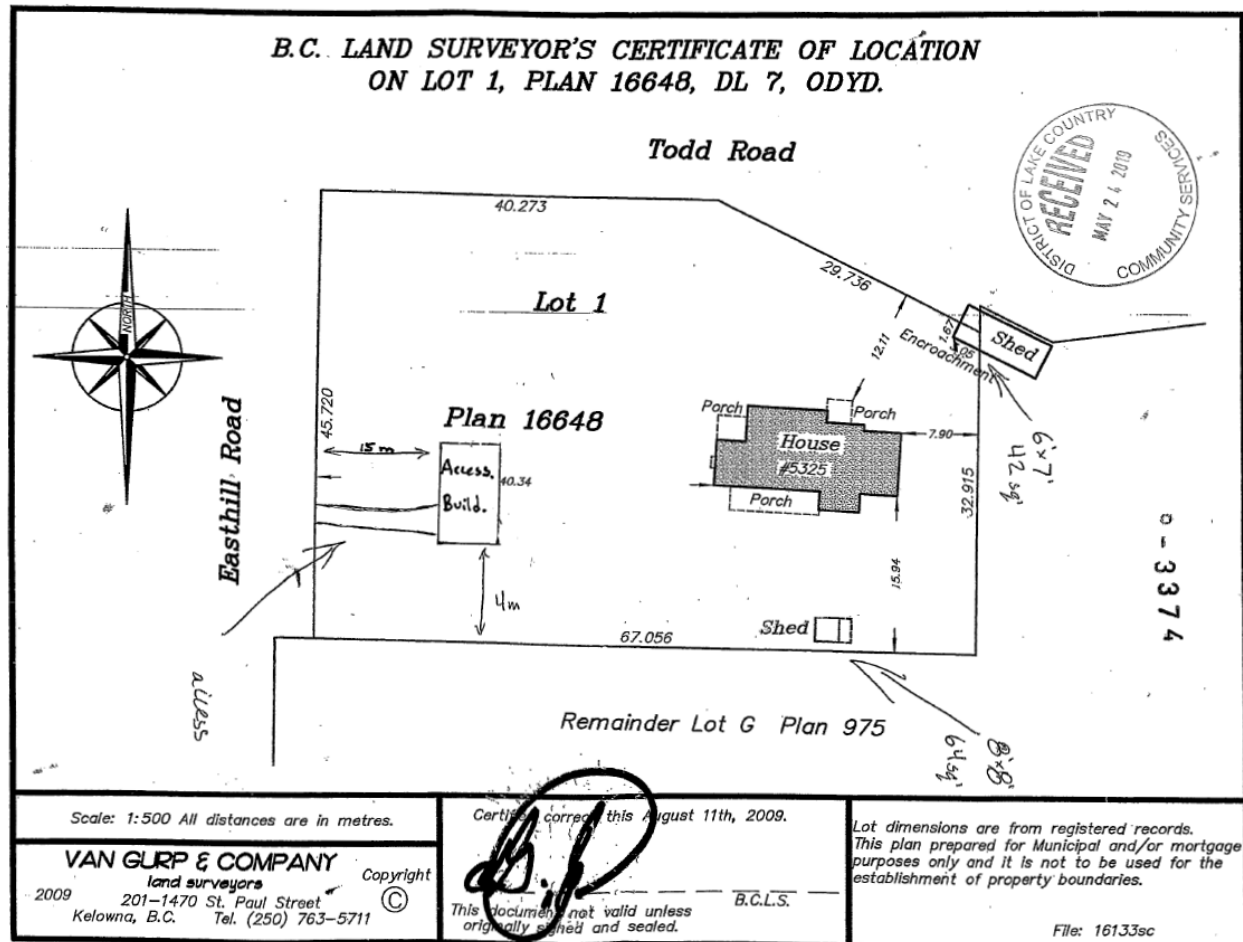 B.C. LAND SURVEYOR'S CERTIFICATE OF LOCATION
ON LOT 1, PLAN 16648, DL 7, ODYD.
Todd Road
DISTRICT OF LAKE COUNTRY
RECEIVED
MAY 24 2019
COMMUNITY SERVICES
40.273
29.736
NORTH
Lot 1
1.67
3.05
Shed
Encroachment
12.11
6'x7'
42 sq'
Easthill Road
45.720
Plan 16648
15m
Access.
Build.
40.34
Porch
Porch
House
#5325
Porch
7.90
32.915
15.94
4m
access
Shed
67.056
8'x8'
64 sq'
0-3374
Remainder Lot G Plan 975
Scale: 1:500 All distances are in metres.
VAN GURP & COMPANY
land surveyors
2009 201-1470 St. Paul Street
Kelowna, B.C. Tel. (250) 763-5711
Copyright
©
Certified correct this August 11th, 2009.
B.C.L.S.
This document not valid unless
originally signed and sealed.
Lot dimensions are from registered records.
This plan prepared for Municipal and/or mortgage
purposes only and it is not to be used for the
establishment of property boundaries.
File: 16133sc